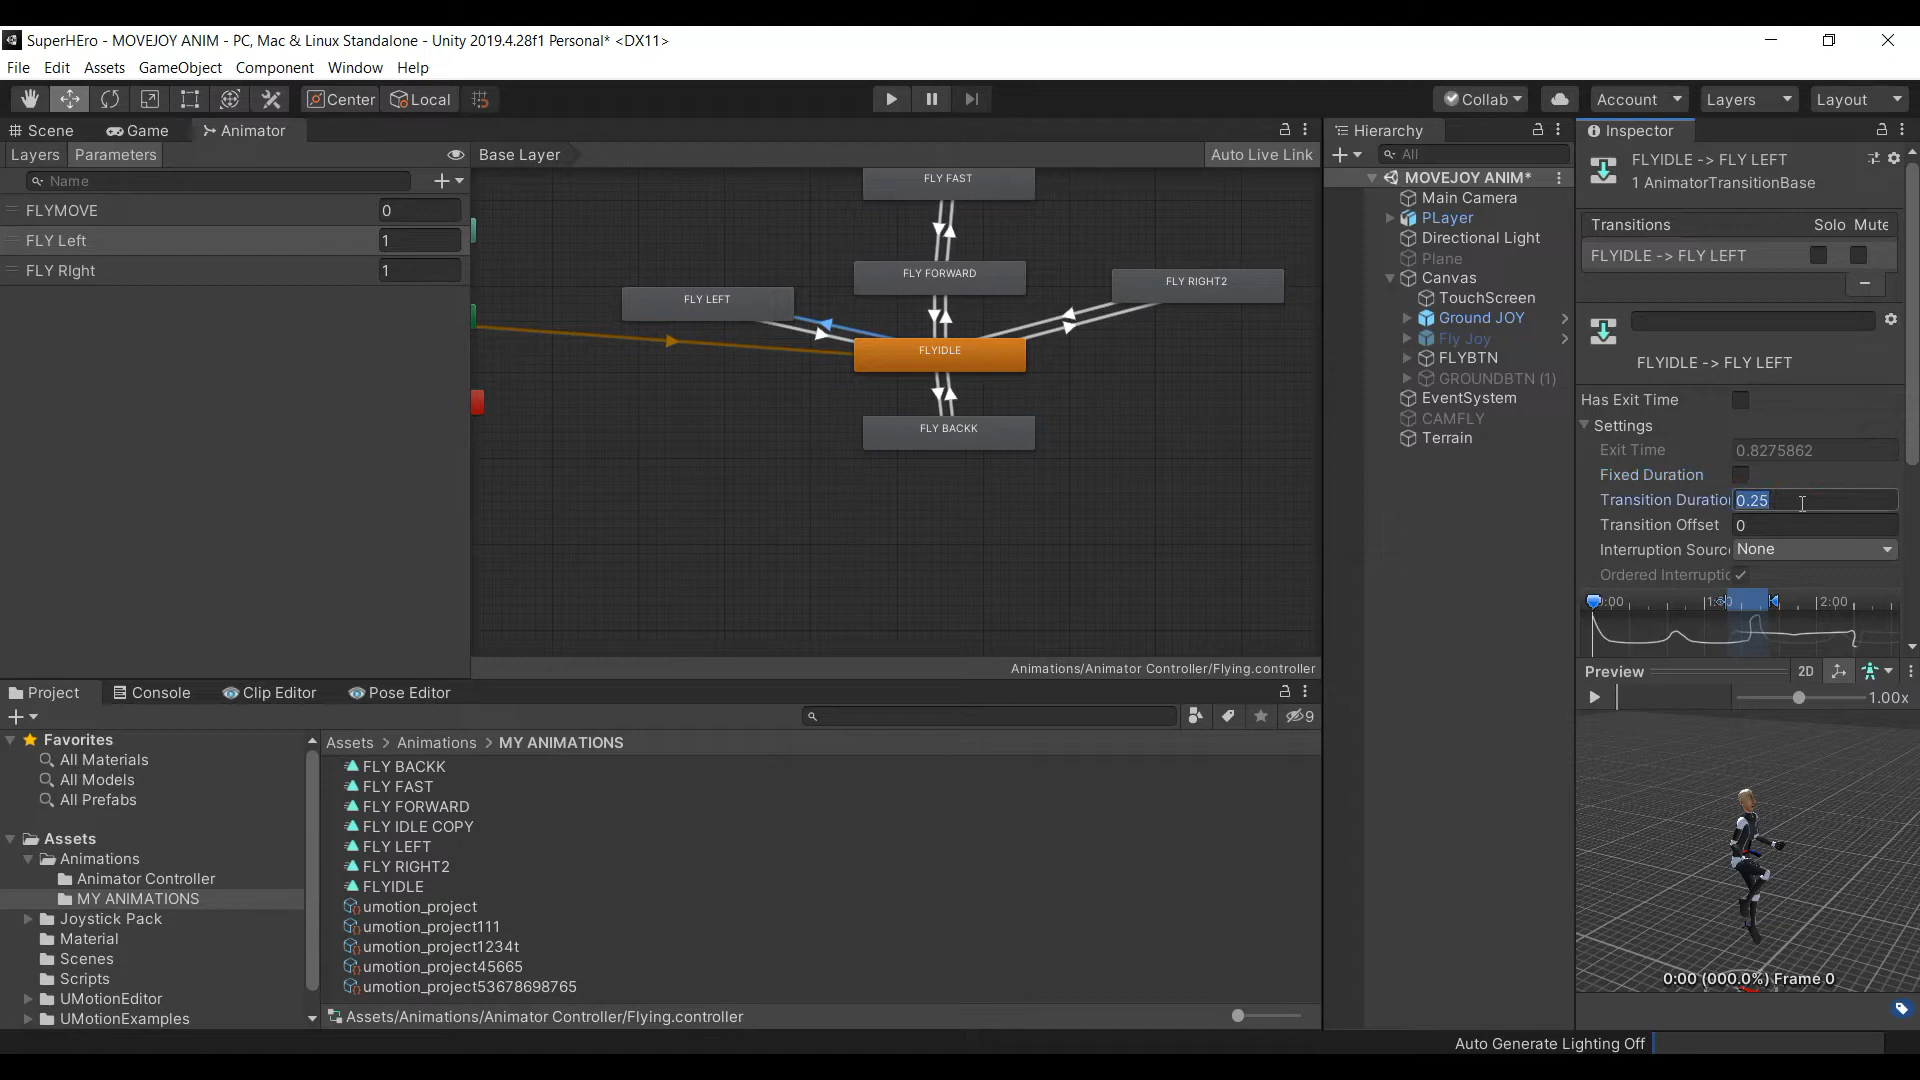 SuperHEro - MOVEJOY ANIM - PC, Mac & Linux Standalone - Unity 2019.4.28f1 Personal* <DX11>
File Edit Assets GameObject Component Window Help
Center Local Collab Account Layers Layout
Scene Game Animator
Layers Parameters Base Layer Auto Live Link
Name
FLYMOVE 0
FLY Left 1
FLY RIght 1
FLY FAST
FLY FORWARD
FLY RIGHT2
FLY LEFT
FLYIDLE
FLY BACKK
Animations/Animator Controller/Flying.controller
Hierarchy
All
MOVEJOY ANIM*
Main Camera
PLayer
Directional Light
Plane
Canvas
TouchScreen
Ground JOY
Fly Joy
FLYBTN
GROUNDBTN (1)
EventSystem
CAMFLY
Terrain
Inspector
FLYIDLE -> FLY LEFT
1 AnimatorTransitionBase
Transitions Solo Mute
FLYIDLE -> FLY LEFT
FLYIDLE -> FLY LEFT
Has Exit Time
Settings
Exit Time 0.8275862
Fixed Duration
Transition Duratio 0.25
Transition Offset 0
Interruption Sourc None
Ordered Interruptic
0:00 2:00
Preview 2D
1.00x
0:00 (000.0%) Frame 0
Project Console Clip Editor Pose Editor
9
Favorites
All Materials
All Models
All Prefabs
Assets
Animations
Animator Controller
MY ANIMATIONS
Joystick Pack
Material
Scenes
Scripts
UMotionEditor
UMotionExamples
Assets > Animations > MY ANIMATIONS
FLY BACKK
FLY FAST
FLY FORWARD
FLY IDLE COPY
FLY LEFT
FLY RIGHT2
FLYIDLE
umotion_project
umotion_project111
umotion_project1234t
umotion_project45665
umotion_project53678698765
Assets/Animations/Animator Controller/Flying.controller
Auto Generate Lighting Off